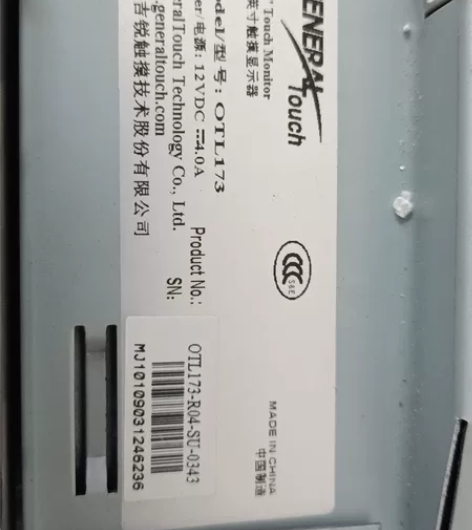 GENERAL
Touch
" Touch Monitor
英寸触摸显示器
del/型号: OTL173
er/电源: 12VDC 4.0A
eralTouch Technology Co., Ltd.
.generaltouch.com
吉锐触摸技术股份有限公司
CCC
S&E
Product No.:
OTL173-R04-SU-0343
SN:
MJ10109031246236
MADE IN CHINA
中国制造